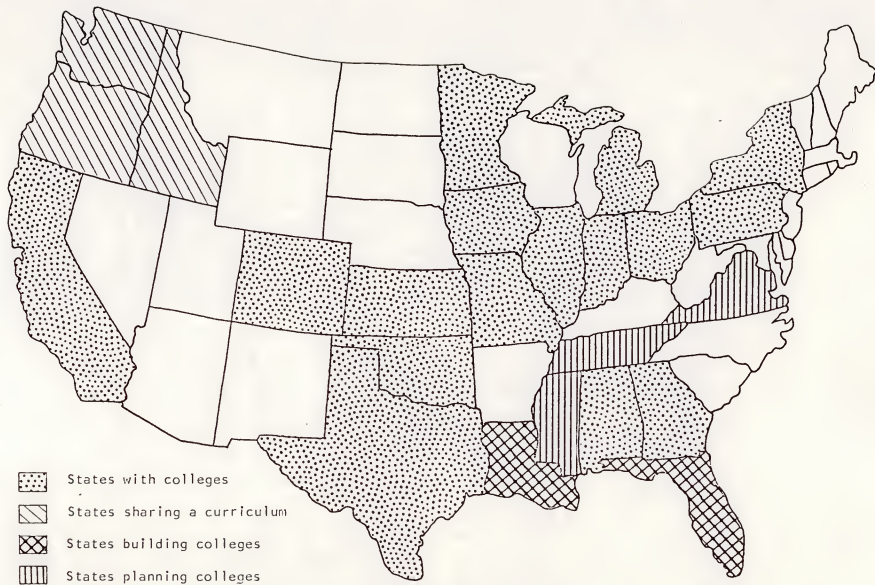 States with colleges
States sharing a curriculum
States building colleges
States planning colleges